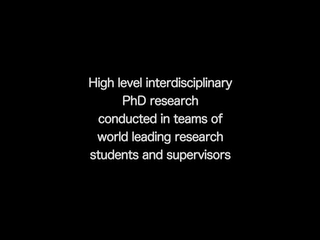 High level interdisciplinary
PhD research
conducted in teams of
world leading research
students and supervisors